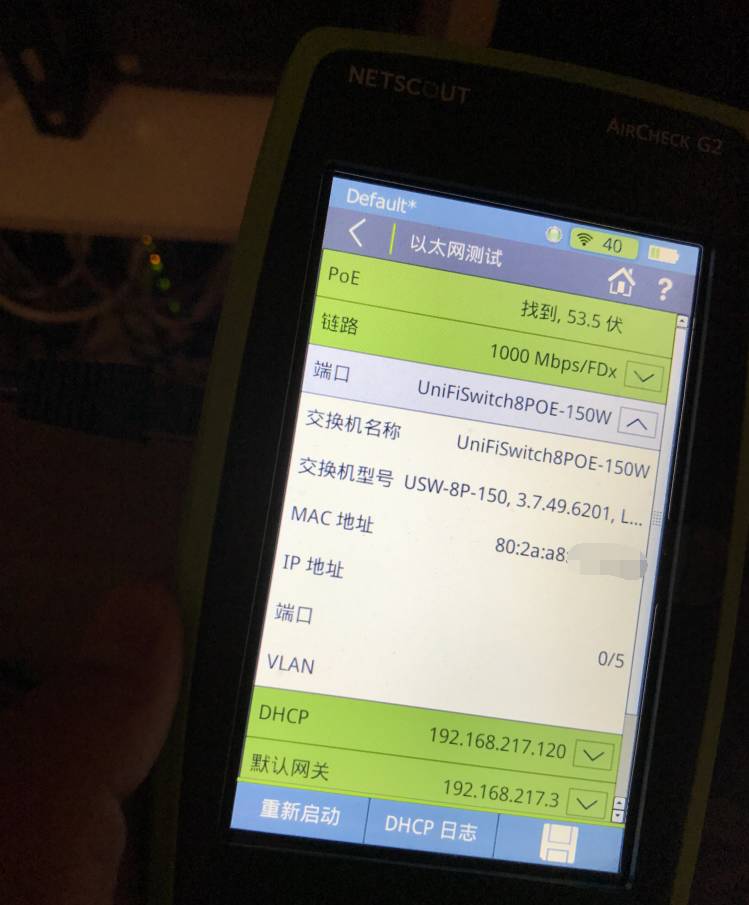 NETSCOUT
AIRCHECK G2
Default*
40
以太网测试
?
PoE 找到, 53.5 伏
链路 1000 Mbps/FDx
端口 UniFiSwitch8POE-150W
交换机名称 UniFiSwitch8POE-150W
交换机型号 USW-8P-150, 3.7.49.6201, L...
MAC 地址 80:2a:a8:
IP 地址
端口 0/5
VLAN
DHCP 192.168.217.120
默认网关 192.168.217.3
重新启动 DHCP 日志